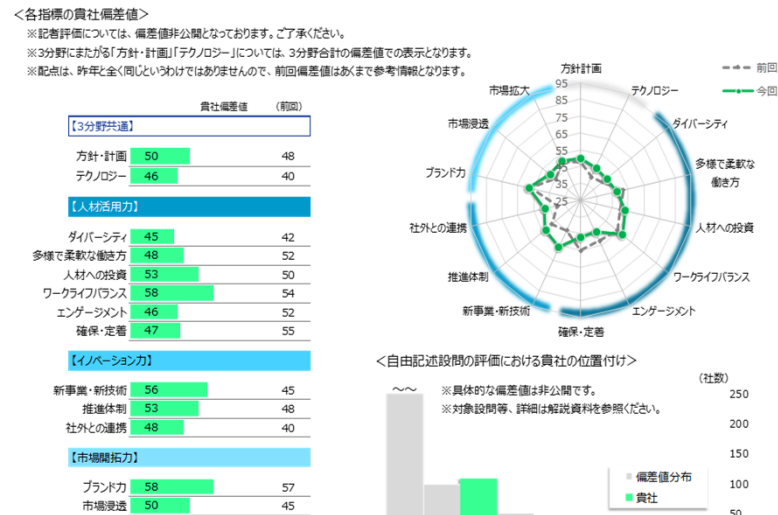 ＜各指標の貴社偏差値＞
※記者評価については、偏差値非公開となっております。ご了承ください。
※3分野にまたがる「方針・計画」「テクノロジー」については、3分野合計の偏差値での表示となります。
※配点は、昨年と全く同じというわけではありませんので、前回偏差値はあくまで参考情報となります。
貴社偏差値 （前回）
【3分野共通】
方針・計画 50 48
テクノロジー 46 40
【人材活用力】
ダイバーシティ 45 42
多様で柔軟な働き方 48 52
人材への投資 53 50
ワークライフバランス 58 54
エンゲージメント 46 52
確保・定着 47 55
【イノベーション力】
新事業・新技術 56 45
推進体制 53 48
社外との連携 48 40
【市場開拓力】
ブランド力 58 57
市場浸透 50 45
前回
今回
方針・計画
テクノロジー
ダイバーシティ
多様で柔軟な
働き方
人材への投資
ワークライフバランス
エンゲージメント
確保・定着
新事業・新技術
推進体制
社外との連携
ブランド力
市場浸透
市場拡大
95
85
75
65
55
45
35
25
＜自由記述設問の評価における貴社の位置付け＞
※具体的な偏差値は非公開です。
※対象設問等、詳細は解説資料を参照ください。
（社数）
250
200
150
100
50
偏差値分布
貴社